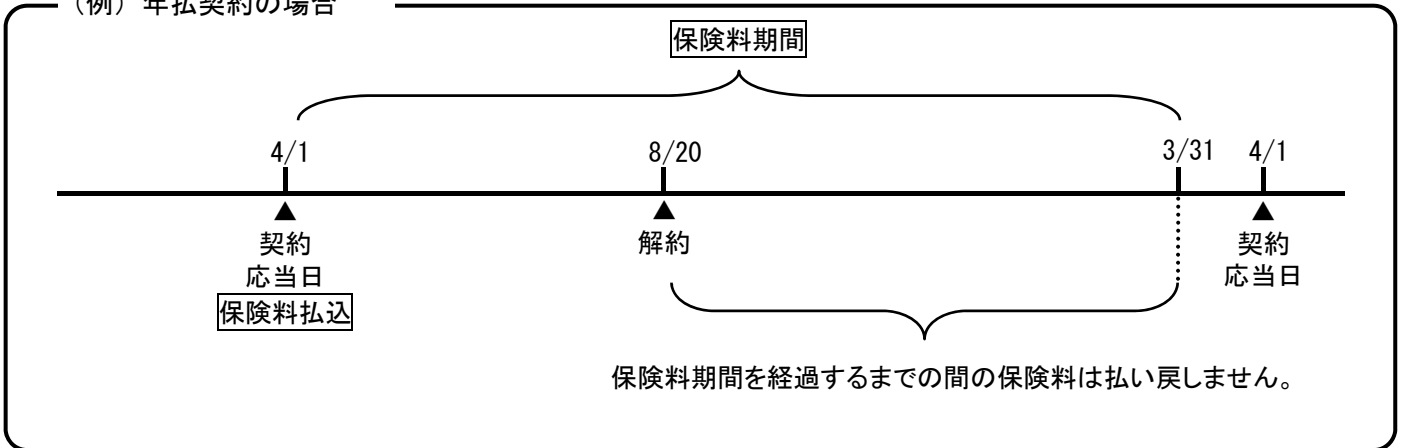 （例）年払契約の場合
保険料期間
4/1
8/20
3/31
4/1
▲
▲
▲
契約
応当日
保険料払込
解約
契約
応当日
保険料期間を経過するまでの間の保険料は払い戻しません。